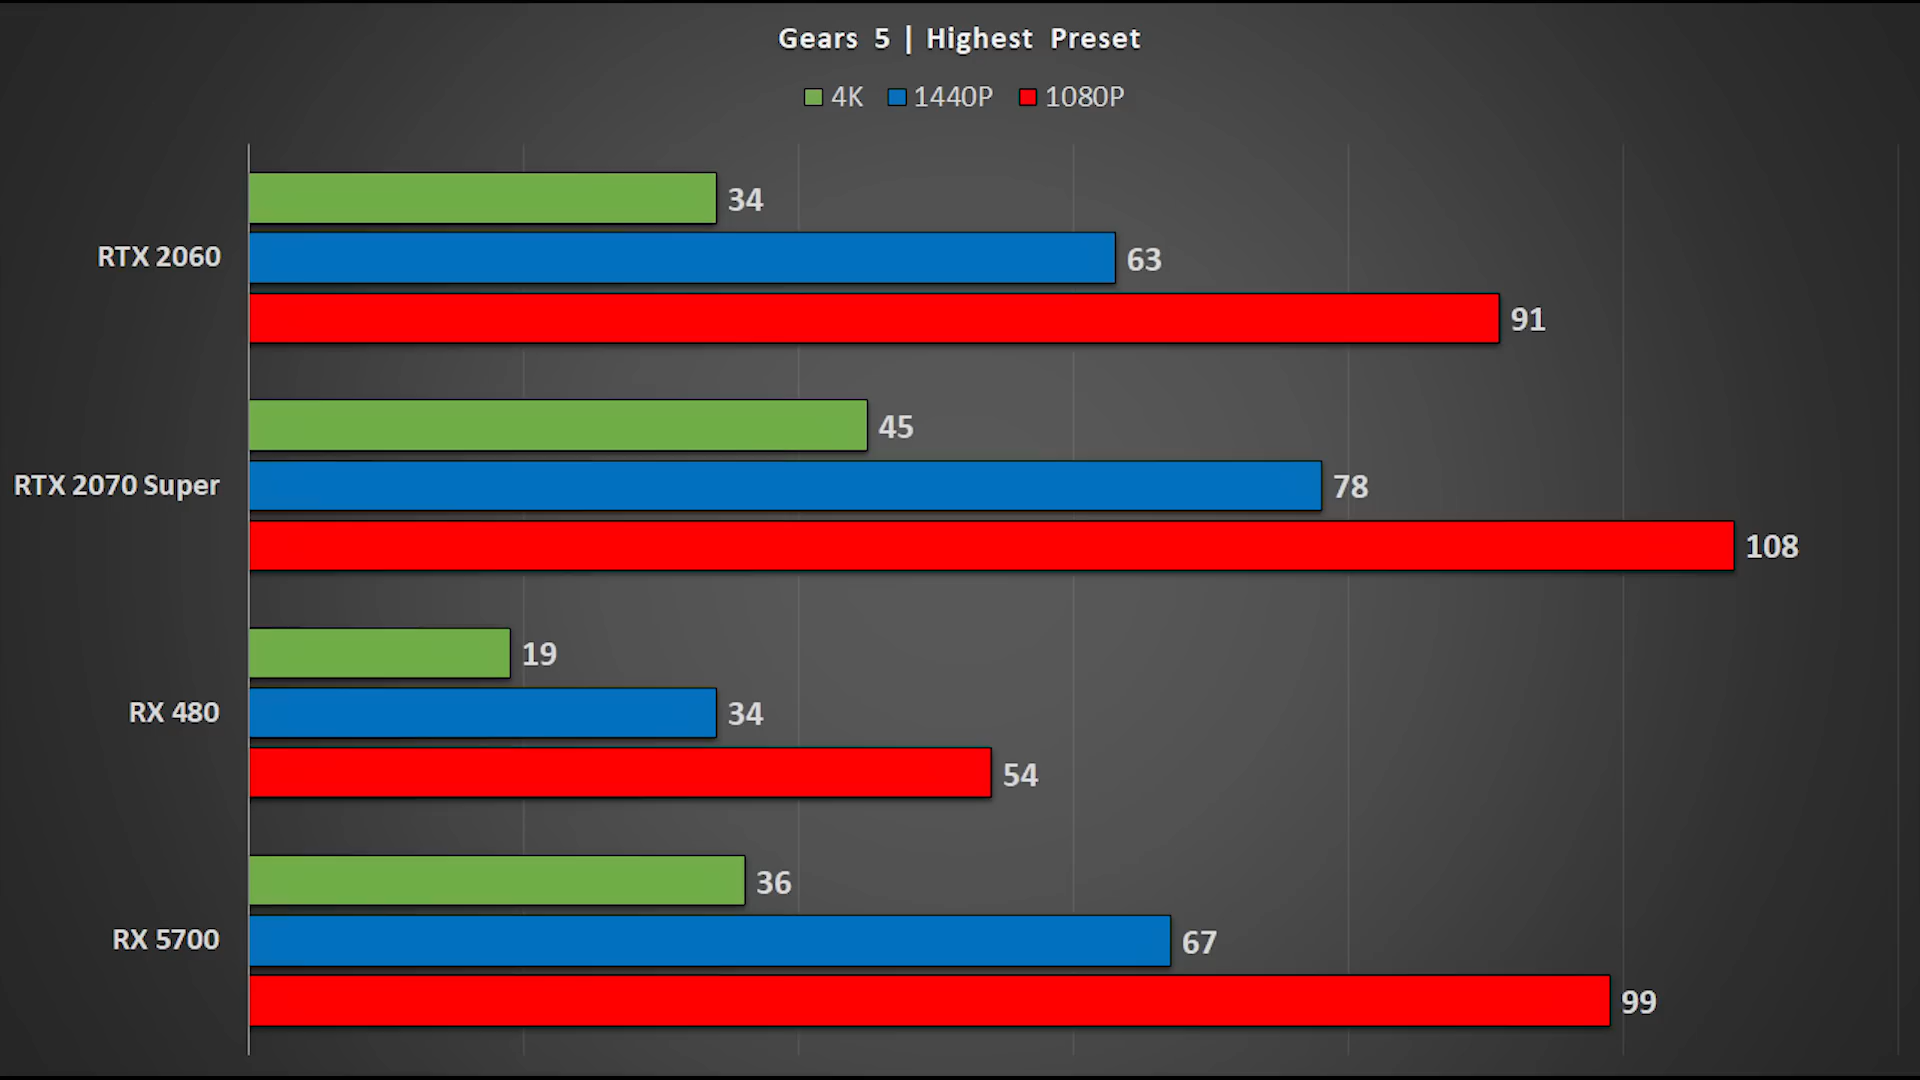 Gears 5 | Highest Preset
4K 1440P 1080P
34
RTX 2060
63
91
45
RTX 2070 Super
78
108
19
RX 480
34
54
36
RX 5700
67
99